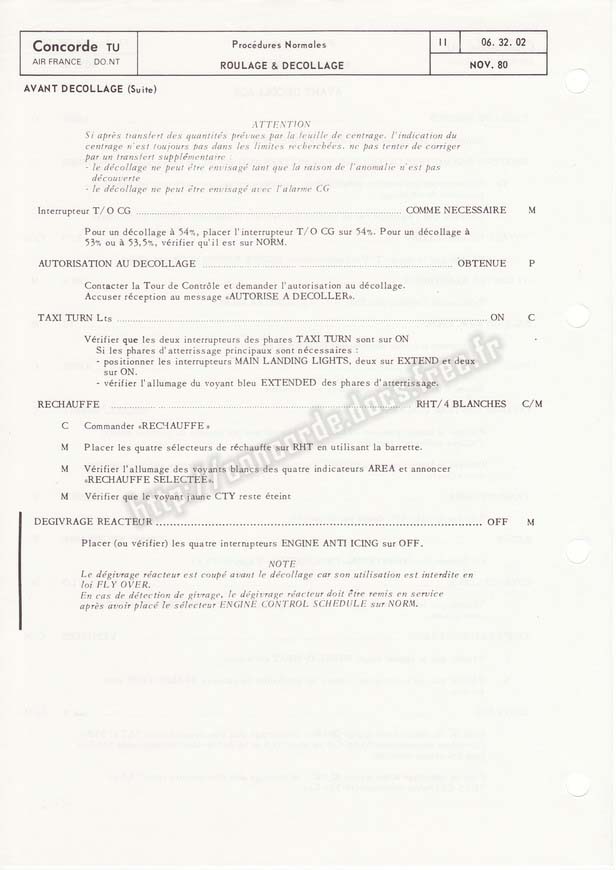 Concorde TU
AIR FRANCE DO.NT
Procédures Normales
ROULAGE & DECOLLAGE
II
06. 32. 02
NOV. 80
AVANT DECOLLAGE (Suite)
ATTENTION
Si après transfert des quantités prévues par la feuille de centrage, l'indication du
centrage n'est toujours pas dans les limites recherchées, ne pas tenter de corriger
par un transfert supplémentaire :
- le décollage ne peut être envisagé tant que la raison de l'anomalie n'est pas
découverte
- le décollage ne peut être envisagé avec l'alarme CG
Interrupteur T/O CG ........ COMME NECESSAIRE M
Pour un décollage à 54%, placer l'interrupteur T/O CG sur 54%. Pour un décollage à
53% ou à 53,5%, vérifier qu'il est sur NORM.
AUTORISATION AU DECOLLAGE ........ OBTENUE P
Contacter la Tour de Contrôle et demander l'autorisation au décollage.
Accuser réception au message «AUTORISE A DECOLLER».
TAXI TURN Lts ........ ON C
Vérifier que les deux interrupteurs des phares TAXI TURN sont sur ON
Si les phares d'atterrissage principaux sont nécessaires :
- positionner les interrupteurs MAIN LANDING LIGHTS, deux sur EXTEND et deux
sur ON.
- vérifier l'allumage du voyant bleu EXTENDED des phares d'atterrissage.
RECHAUFFE ........ RHT/4 BLANCHES C/M
C Commander «RECHAUFFE»
M Placer les quatre sélecteurs de réchauffe sur RHT en utilisant la barrette.
M Vérifier l'allumage des voyants blancs des quatre indicateurs AREA et annoncer
«RECHAUFFE SELECTEE».
M Vérifier que le voyant jaune CTY reste éteint
DEGIVRAGE REACTEUR ........ OFF M
Placer (ou vérifier) les quatre interrupteurs ENGINE ANTI ICING sur OFF.
NOTE
Le dégivrage réacteur est coupé avant le décollage car son utilisation est interdite en
loi FLY OVER.
En cas de détection de givrage, le dégivrage réacteur doit être remis en service
après avoir placé le sélecteur ENGINE CONTROL SCHEDULE sur NORM.
http://concorde.docs.free.fr